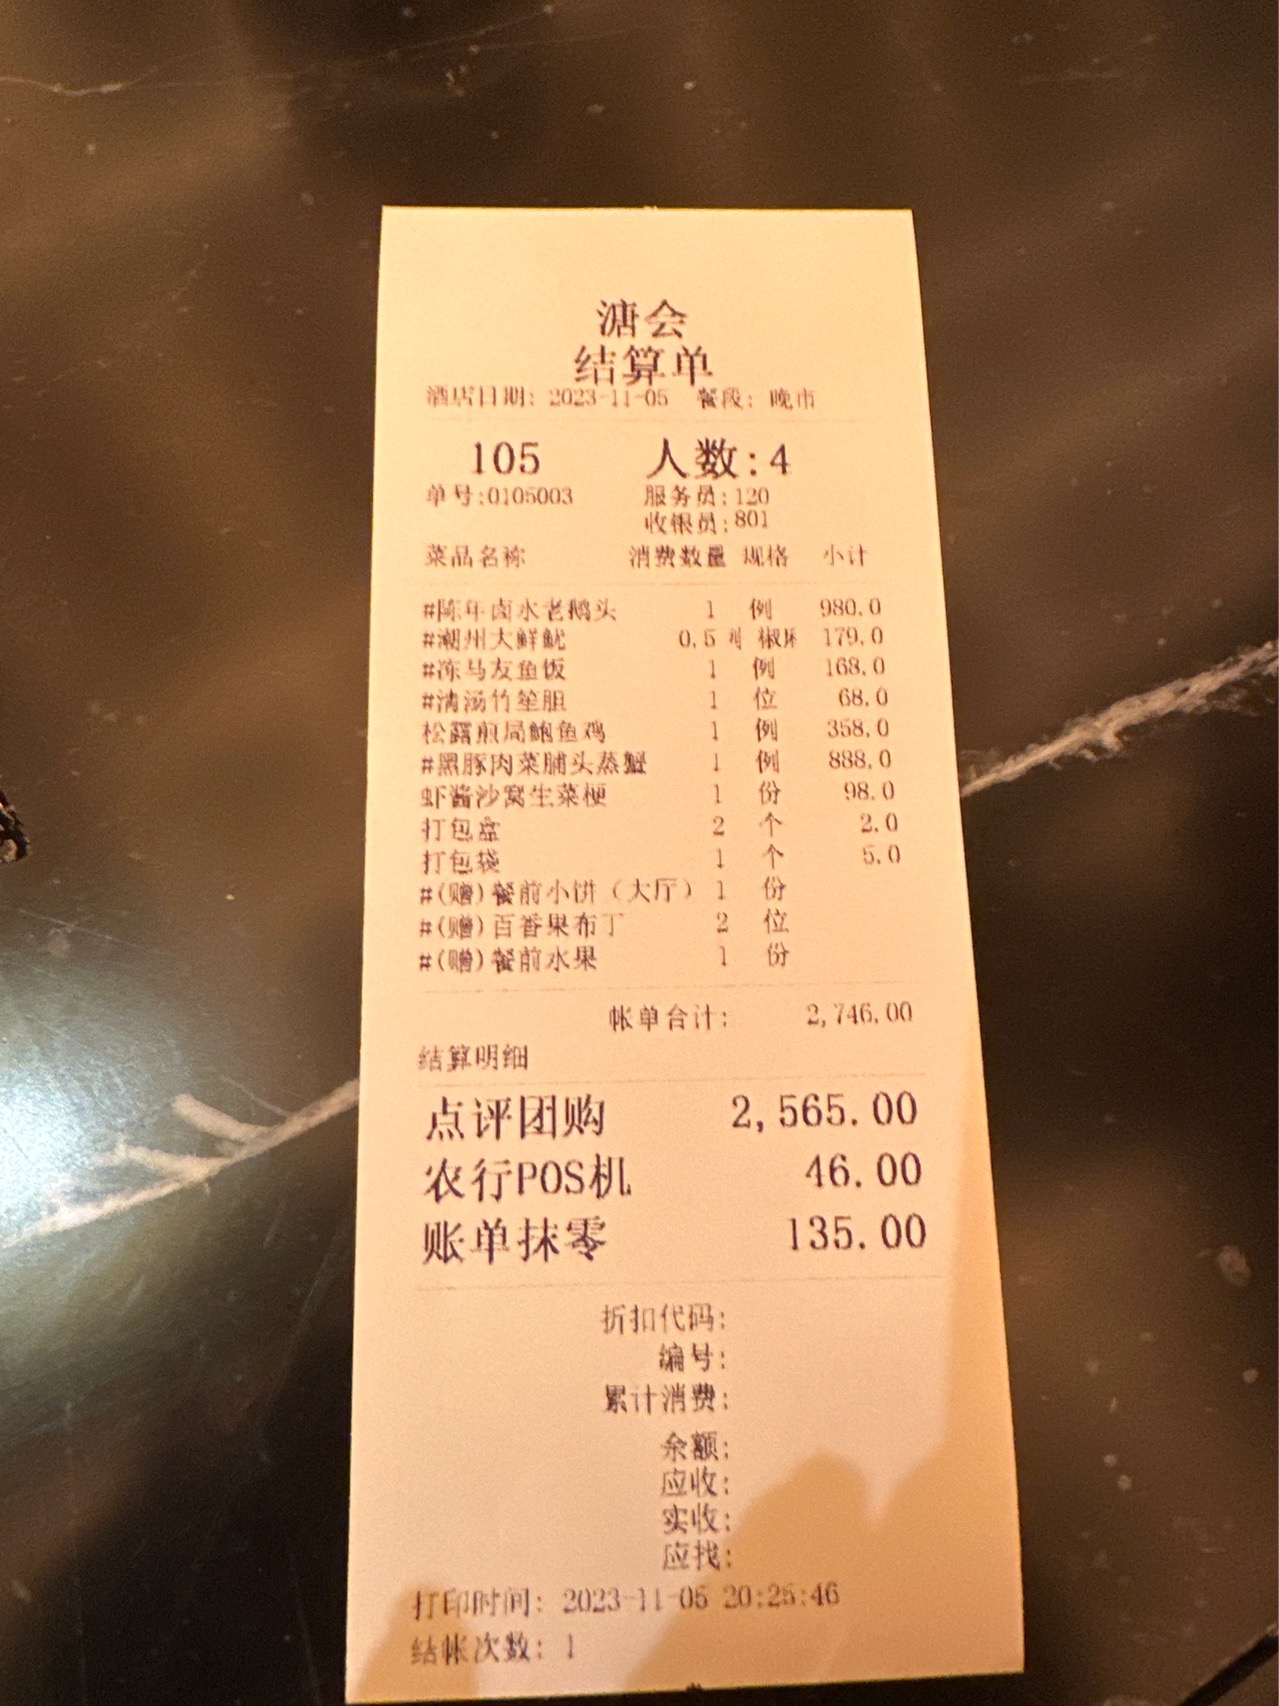 溏会
结算单
酒店日期: 2023-11-05 餐段: 晚市
105 人数:4
单号:0105003 服务员:120
收银员:801
菜品名称 消费数量 规格 小计
#陈年卤水老鹅头 1 例 980.0
#潮州大鲜鱿 0.5 椒 179.0
#冻马友鱼饭 1 例 168.0
#清汤竹笙胆 1 位 68.0
松露煎局鲍鱼鸡 1 例 358.0
#黑豚肉菜脯头蒸蟹 1 例 888.0
虾酱沙窝生菜梗 1 份 98.0
打包盒 2 个 2.0
打包袋 1 个 5.0
#(赠)餐前小饼（大厅） 1 份
#(赠)百香果布丁 2 位
#(赠)餐前水果 1 份
帐单合计: 2,746.00
结算明细
点评团购 2,565.00
农行POS机 46.00
账单抹零 135.00
折扣代码:
编号:
累计消费:
余额:
应收:
实收:
应找:
打印时间: 2023-11-05 20:25:46
结帐次数: 1